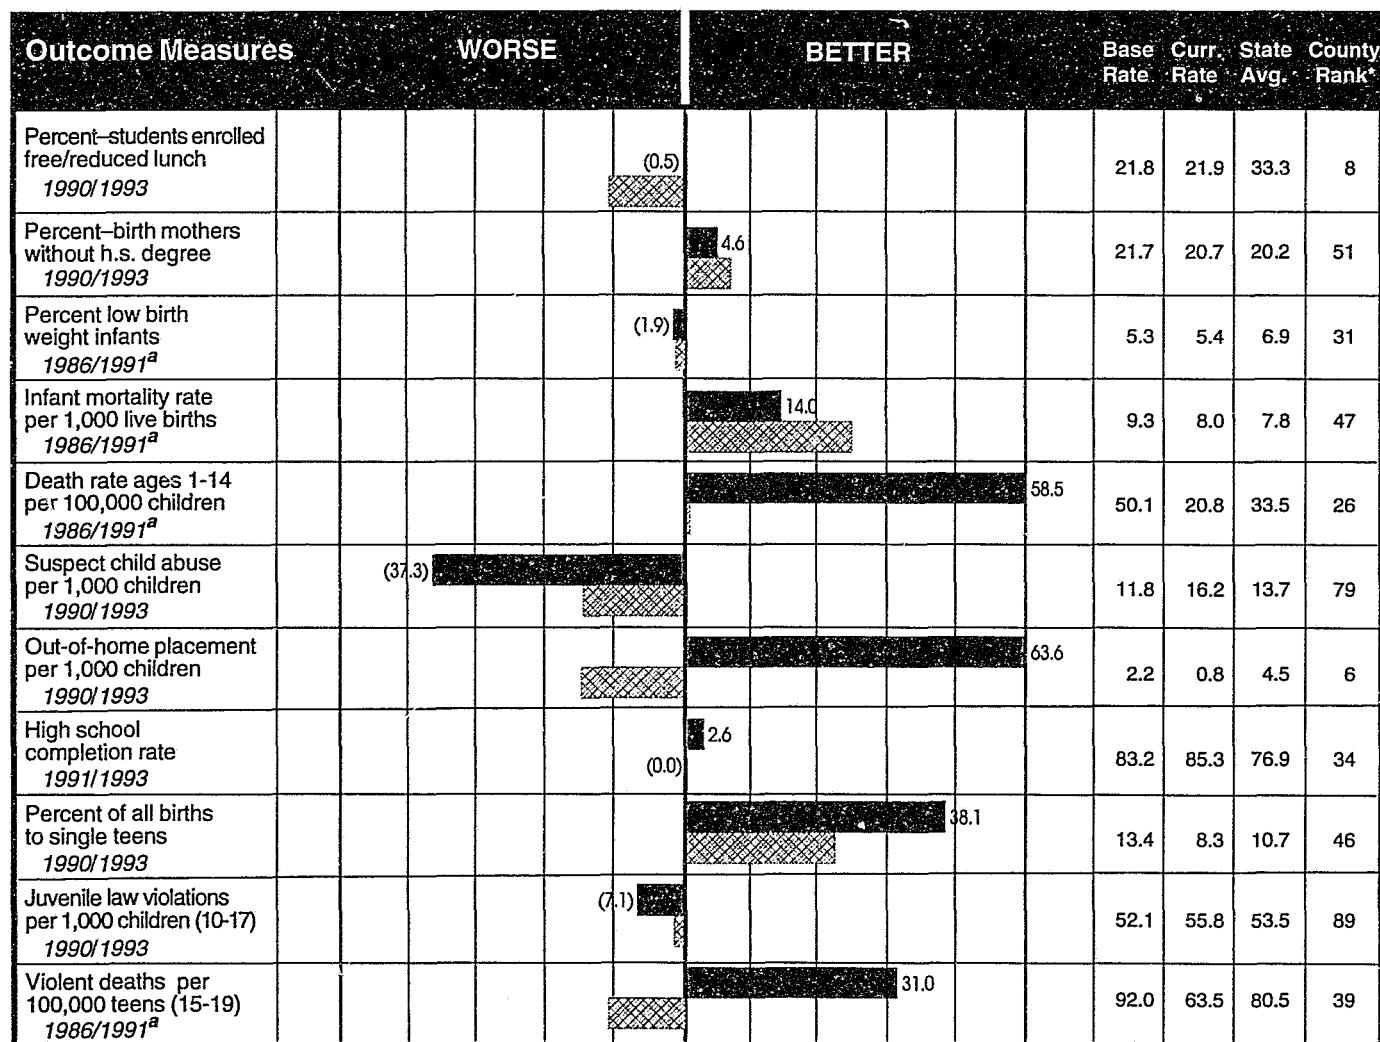 Outcome Measures WORSE BETTER Base Rate Curr. Rate State Avg. County Rank*
Percent–students enrolled
free/reduced lunch
1990/1993
(0.5) 21.8 21.9 33.3 8
Percent–birth mothers
without h.s. degree
1990/1993
4.6 21.7 20.7 20.2 51
Percent low birth
weight infants
1986/1991a
(1.9) 5.3 5.4 6.9 31
Infant mortality rate
per 1,000 live births
1986/1991a
14.0 9.3 8.0 7.8 47
Death rate ages 1-14
per 100,000 children
1986/1991a
58.5 50.1 20.8 33.5 26
Suspect child abuse
per 1,000 children
1990/1993
(37.3) 11.8 16.2 13.7 79
Out-of-home placement
per 1,000 children
1990/1993
63.6 2.2 0.8 4.5 6
High school
completion rate
1991/1993
2.6
(0.0) 83.2 85.3 76.9 34
Percent of all births
to single teens
1990/1993
38.1 13.4 8.3 10.7 46
Juvenile law violations
per 1,000 children (10-17)
1990/1993
(7.1) 52.1 55.8 53.5 89
Violent deaths per
100,000 teens (15-19)
1986/1991a
31.0 92.0 63.5 80.5 39